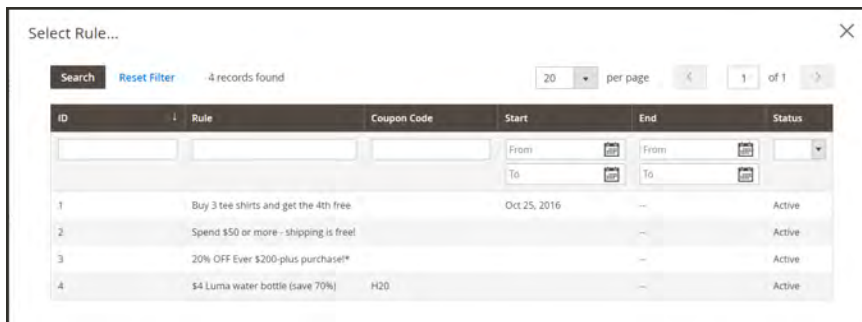 Select Rule...
Search Reset Filter 4 records found 20 per page 1 of 1
ID ↓ Rule Coupon Code Start End Status
From From
To To
1 Buy 3 tee shirts and get the 4th free Oct 25, 2016 -- Active
2 Spend $50 or more - shipping is free! -- Active
3 20% OFF Ever $200-plus purchase!* -- Active
4 $4 Luma water bottle (save 70%) H20 -- Active